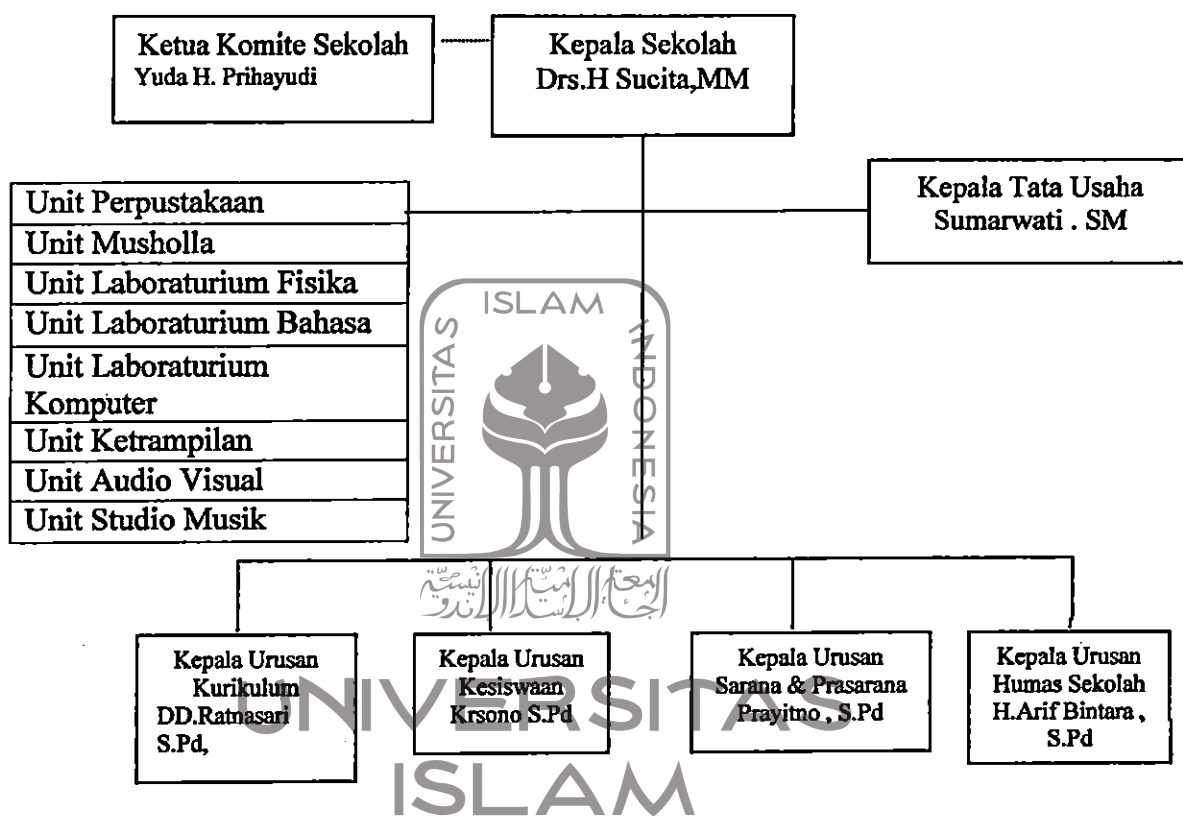 Ketua Komite Sekolah
Yuda H. Prihayudi
Kepala Sekolah
Drs.H Sucita,MM
Unit Perpustakaan
Unit Musholla
Unit Laboraturium Fisika
Unit Laboraturium Bahasa
Unit Laboraturium
Komputer
Unit Ketrampilan
Unit Audio Visual
Unit Studio Musik
Kepala Tata Usaha
Sumarwati . SM
UNIVERSITAS
ISLAM
INDONESIA
Kepala Urusan
Kurikulum
DD.Ratnasari
S.Pd,
Kepala Urusan
Kesiswaan
Krsono S.Pd
Kepala Urusan
Sarana & Prasarana
Prayitno , S.Pd
Kepala Urusan
Humas Sekolah
H.Arif Bintara ,
S.Pd
UNIVERSITAS
ISLAM